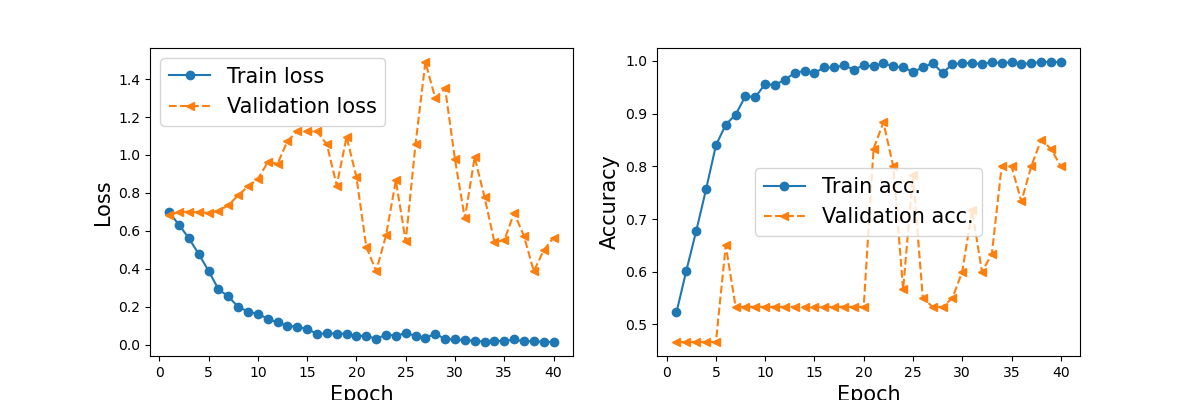 Train loss
Validation loss
Loss
0.0
0.2
0.4
0.6
0.8
1.0
1.2
1.4
0 5 10 15 20 25 30 35 40
Epoch
Train acc.
Validation acc.
Accuracy
0.5
0.6
0.7
0.8
0.9
1.0
0 5 10 15 20 25 30 35 40
Epoch